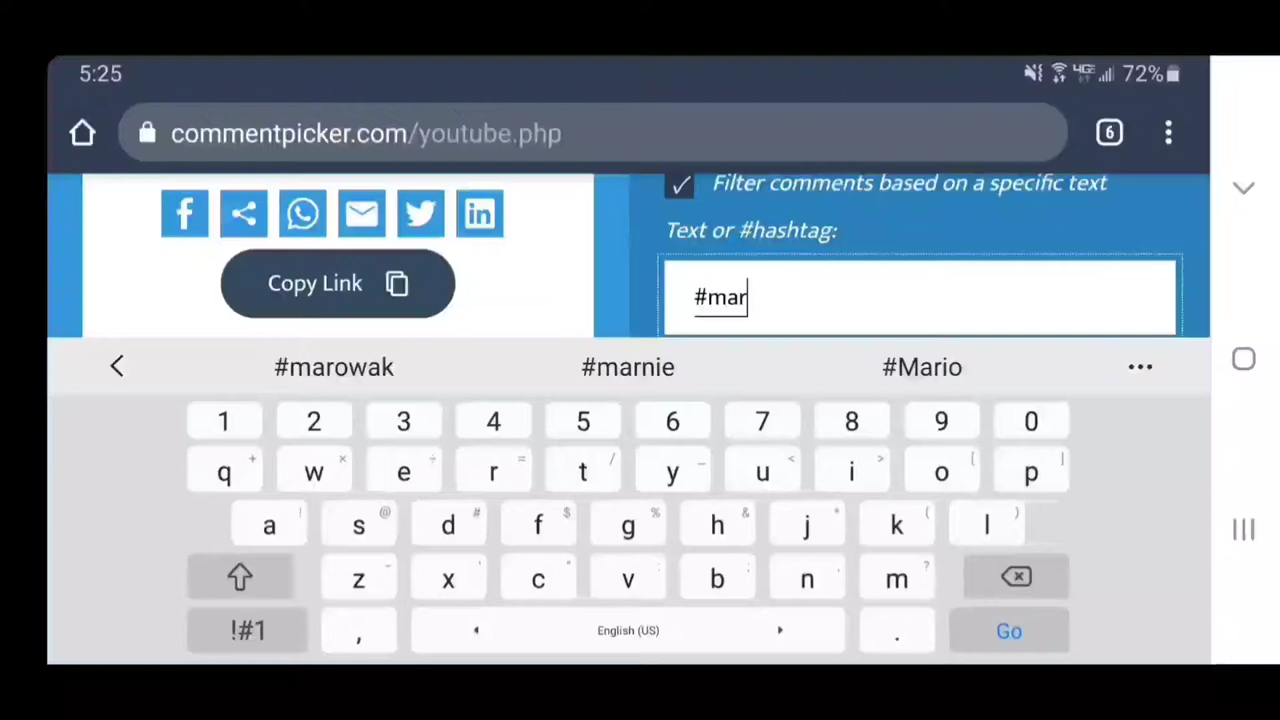 5:25
4GE 72%
commentpicker.com/youtube.php
6
Filter comments based on a specific text
Text or #hashtag:
Copy Link
#mar
#marowak #marnie #Mario
1 2 3 4 5 6 7 8 9 0
q w e r t / y u i o p
a ! s @ d # f $ g % h & j * k ( l )
z x c v b n m ?
!#1 , English (US) . Go